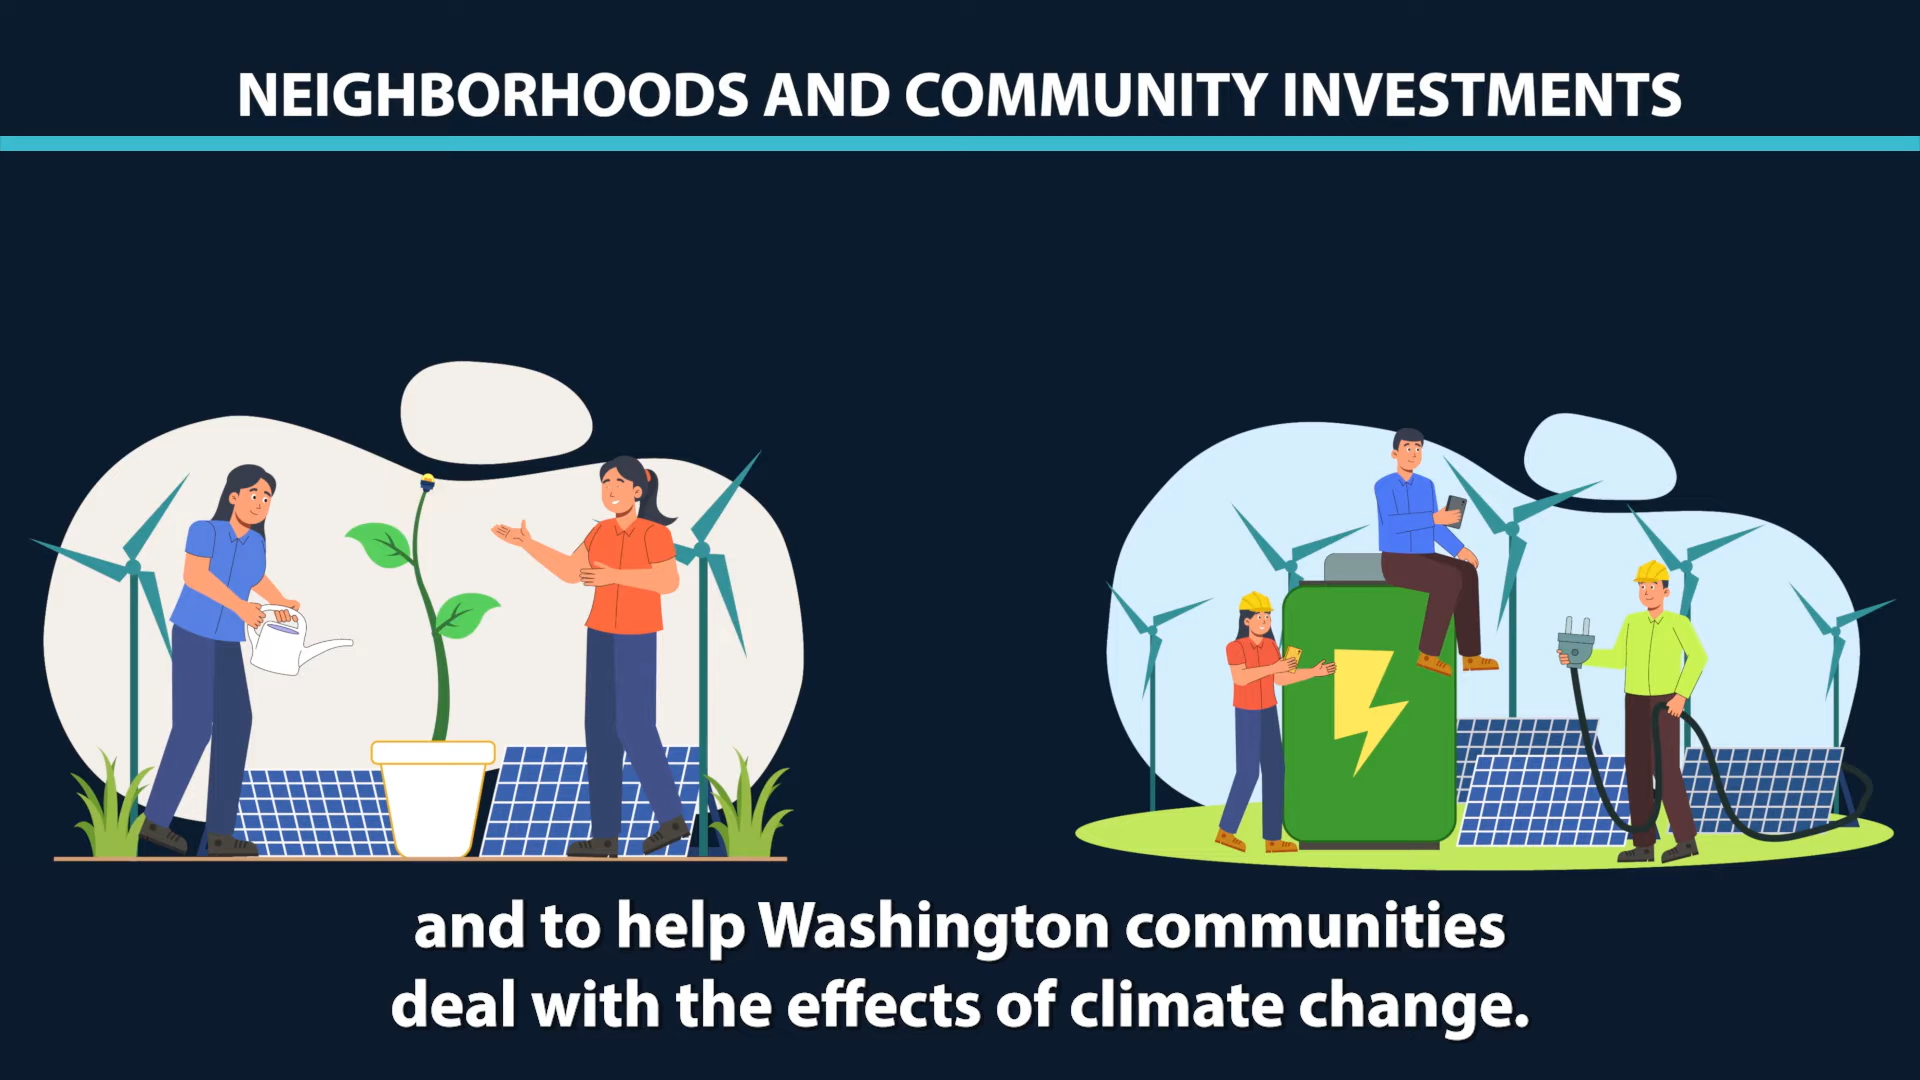 NEIGHBORHOODS AND COMMUNITY INVESTMENTS
and to help Washington communities
deal with the effects of climate change.